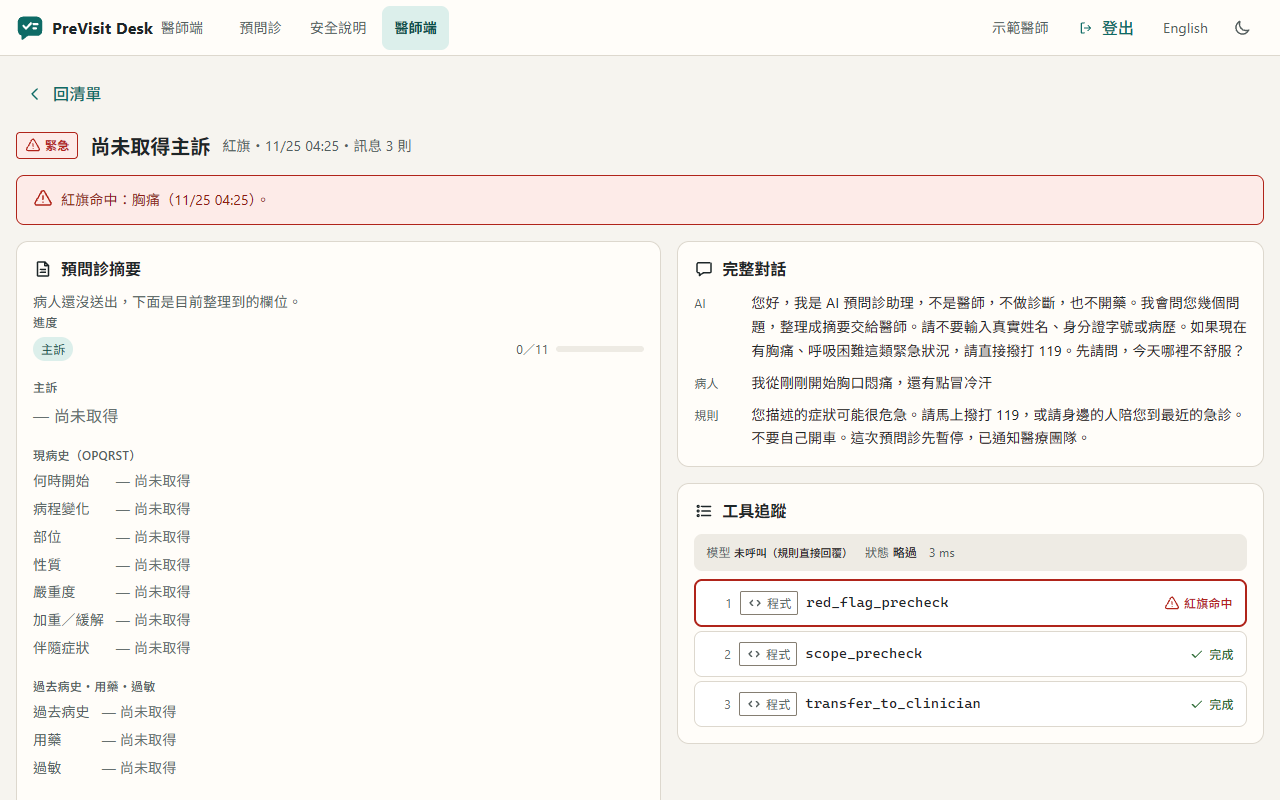 PreVisit Desk 醫師端 預問診 安全說明 醫師端 示範醫師 登出 English
回清單
緊急 尚未取得主訴 紅旗・11/25 04:25・訊息 3 則
紅旗命中：胸痛（11/25 04:25）。
預問診摘要
病人還沒送出，下面是目前整理到的欄位。
進度
主訴 0／11
主訴
— 尚未取得
現病史（OPQRST）
何時開始 — 尚未取得
病程變化 — 尚未取得
部位 — 尚未取得
性質 — 尚未取得
嚴重度 — 尚未取得
加重／緩解 — 尚未取得
伴隨症狀 — 尚未取得
過去病史・用藥・過敏
過去病史 — 尚未取得
用藥 — 尚未取得
過敏 — 尚未取得
完整對話
AI 您好，我是 AI 預問診助理，不是醫師，不做診斷，也不開藥。我會問您幾個問
題，整理成摘要交給醫師。請不要輸入真實姓名、身分證字號或病歷。如果現在
有胸痛、呼吸困難這類緊急狀況，請直接撥打 119。先請問，今天哪裡不舒服？
病人 我從剛剛開始胸口悶痛，還有點冒冷汗
規則 您描述的症狀可能很危急。請馬上撥打 119，或請身邊的人陪您到最近的急診。
不要自己開車。這次預問診先暫停，已通知醫療團隊。
工具追蹤
模型 未呼叫（規則直接回覆） 狀態 略過 3 ms
1 程式 red_flag_precheck 紅旗命中
2 程式 scope_precheck 完成
3 程式 transfer_to_clinician 完成